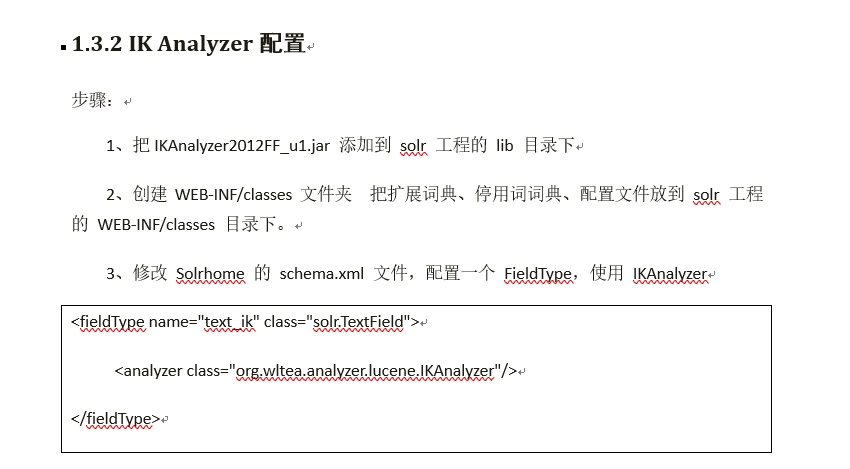 1.3.2 IK Analyzer 配置
步骤：
1、把 IKAnalyzer2012FF_u1.jar 添加到 solr 工程的 lib 目录下
2、创建 WEB-INF/classes 文件夹 把扩展词典、停用词词典、配置文件放到 solr 工程
的 WEB-INF/classes 目录下。
3、修改 Solrhome 的 schema.xml 文件，配置一个 FieldType，使用 IKAnalyzer
<fieldType name="text_ik" class="solr.TextField">
<analyzer class="org.wltea.analyzer.lucene.IKAnalyzer"/>
</fieldType>